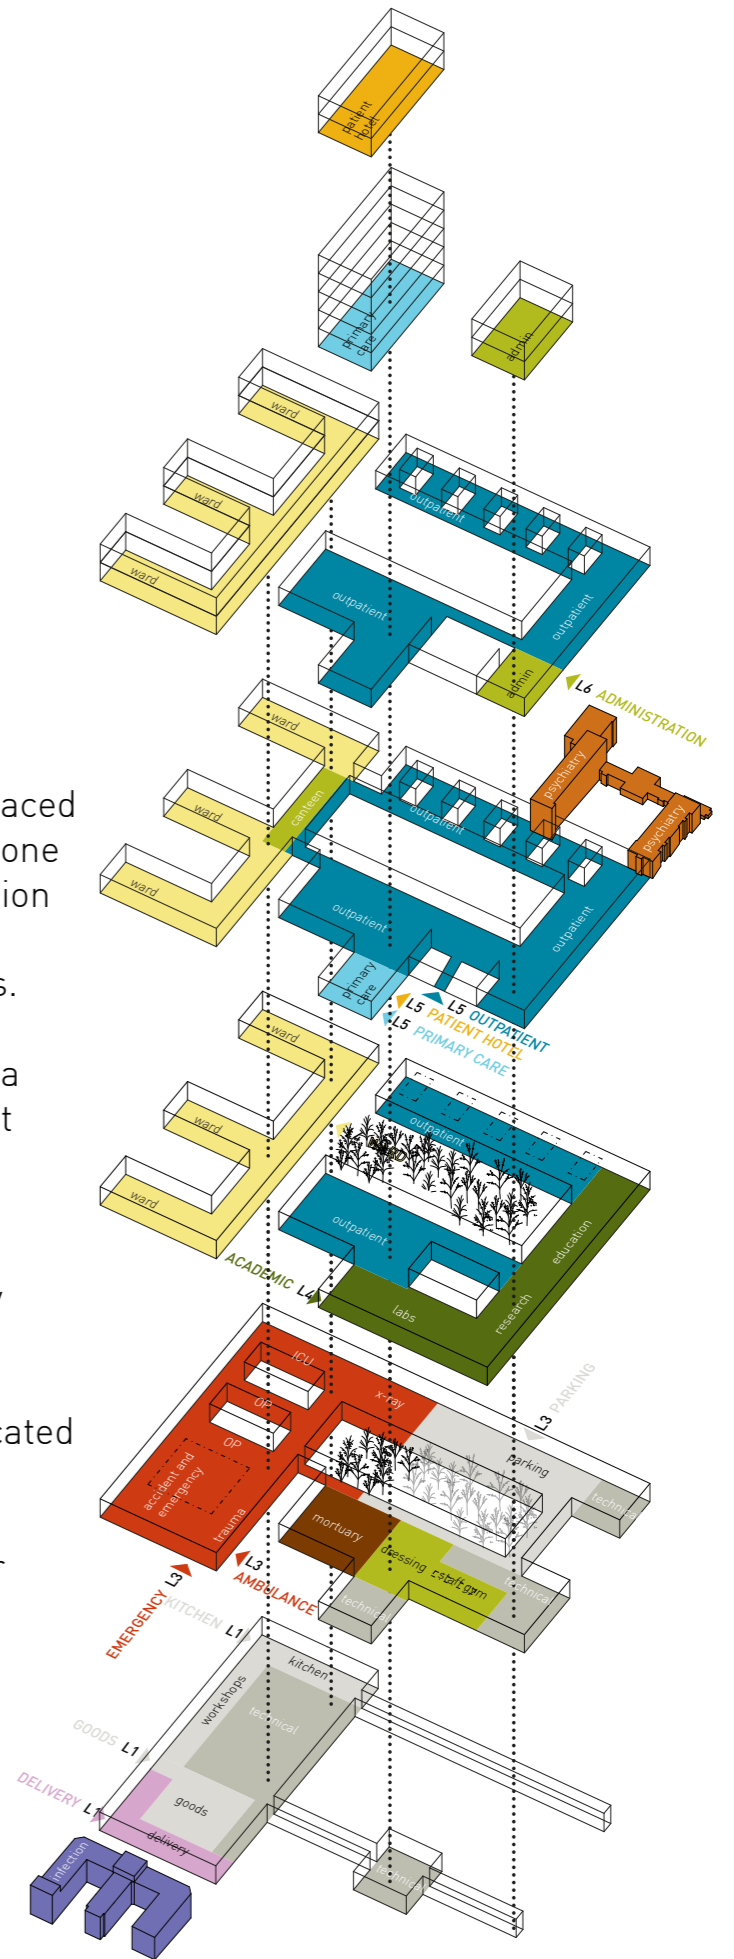 patient
hotel
primary
care
admin
ward
ward
ward
outpatient
outpatient
outpatient
admin
L6 ADMINISTRATION
psychiatry
psychiatry
ward
canteen
ward
ward
outpatient
outpatient
outpatient
primary
care
L5 OUTPATIENT
L5 PATIENT HOTEL
L5 PRIMARY CARE
aced
one
ion
s.
a
t
cated
ward
ward
ward
outpatient
outpatient
education
research
labs
ACADEMIC L4
ICU
OP
OP
x-ray
accident and
emergency
trauma
L3 PARKING
parking
technical
mortuary
dressing
staff gym
technical
technical
EMERGENCY L3
L3
AMBULANCE
KITCHEN L1
kitchen
workshops
technical
GOODS L1
goods
DELIVERY L1
delivery
technical
infection